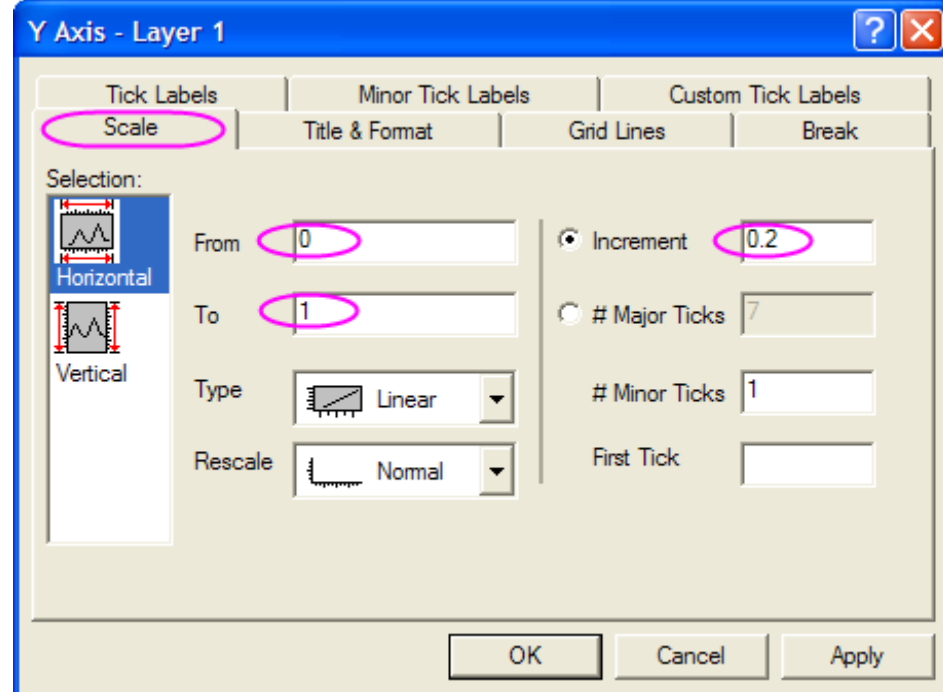 Y Axis - Layer 1
Tick Labels Minor Tick Labels Custom Tick Labels
Scale Title & Format Grid Lines Break
Selection:
Horizontal
Vertical
From 0
To 1
Type Linear
Rescale Normal
Increment 0.2
# Major Ticks 7
# Minor Ticks 1
First Tick
OK Cancel Apply